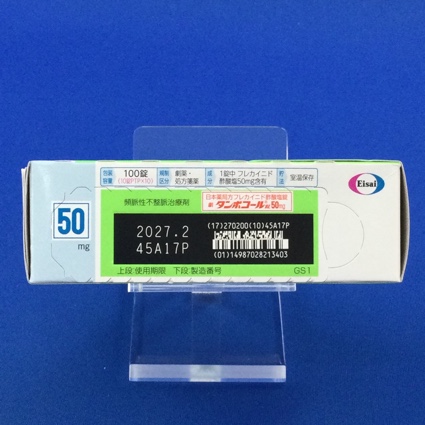 包装容量 100錠 (10錠PTP×10) 規制区分 劇薬・処方箋薬 成分 1錠中 フレカイニド酢酸塩50mg含有 貯法 室温保存
Eisai
頻脈性不整脈治療剤
日本薬局方フレカイニド酢酸塩錠
タンボコール錠50mg
50
mg
2027.2
45A17P
(17)270200(10)45A17P
(01)14987028213403
上段:使用期限 下段:製造番号
GS1